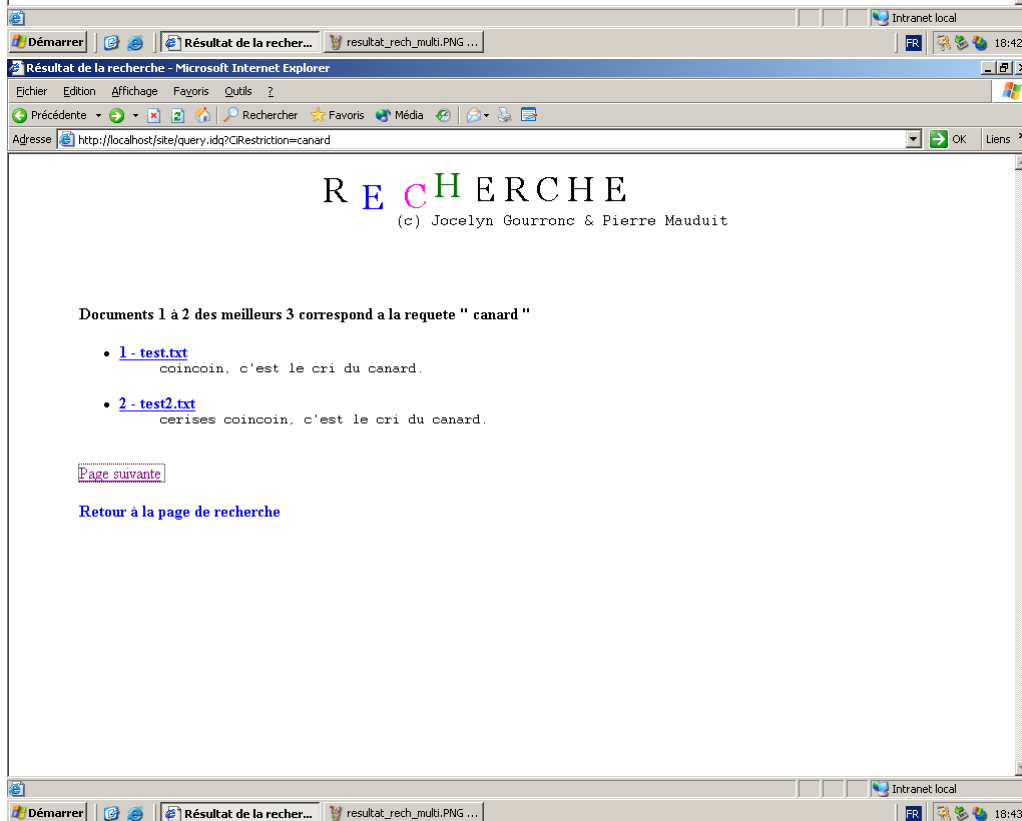 Intranet local
Démarrer Résultat de la recher... resultat_rech_multi.PNG ... FR 18:42
Résultat de la recherche - Microsoft Internet Explorer
Fichier Edition Affichage Favoris Outils ?
Précédente Rechercher Favoris Média
Adresse http://localhost/site/query.idq?CiRestriction=canard OK Liens »
R E C H E R C H E
(c) Jocelyn Gourronc & Pierre Mauduit
Documents 1 à 2 des meilleurs 3 correspond a la requete " canard "
1 - test.txt
coincoin, c'est le cri du canard.
2 - test2.txt
cerises coincoin, c'est le cri du canard.
Page suivante
Retour à la page de recherche
Intranet local
Démarrer Résultat de la recher... resultat_rech_multi.PNG ... FR 18:43